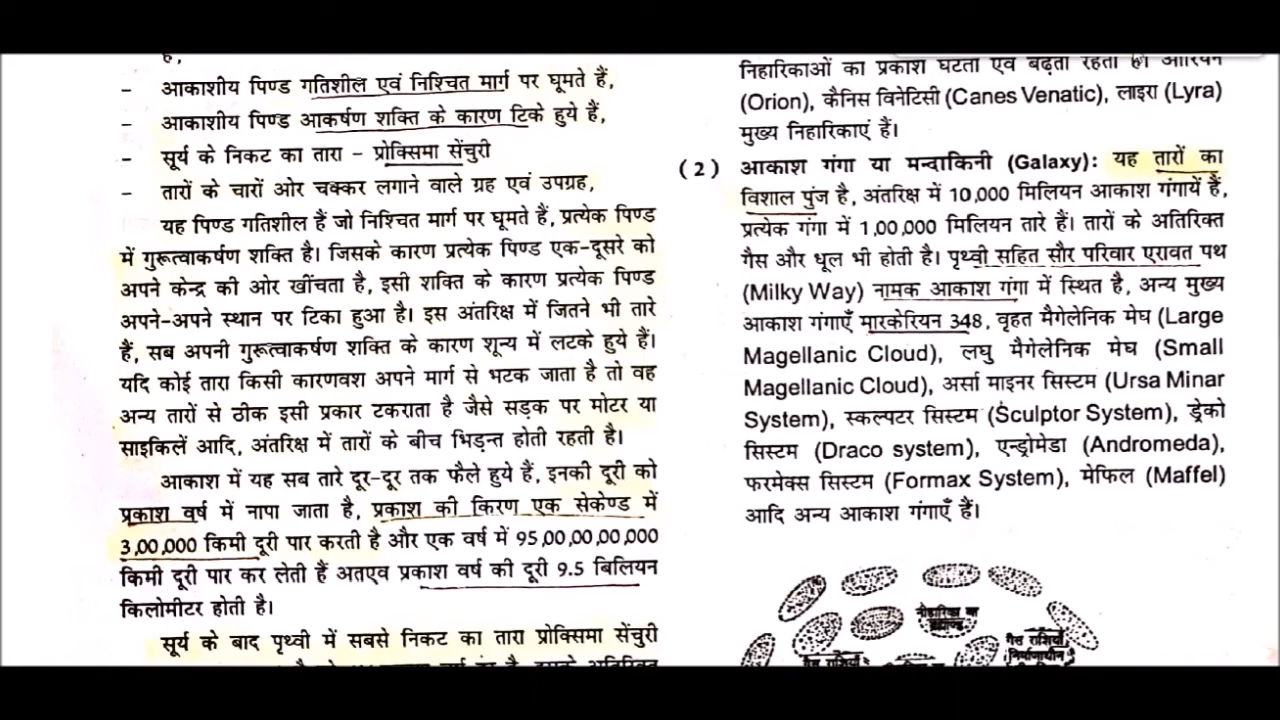 है,
– आकाशीय पिण्ड गतिशील एवं निश्चित मार्ग पर घूमते हैं,
– आकाशीय पिण्ड आकर्षण शक्ति के कारण टिके हुये हैं,
– सूर्य के निकट का तारा – प्रोक्सिमा सेंचुरी
– तारों के चारों ओर चक्कर लगाने वाले ग्रह एवं उपग्रह,
यह पिण्ड गतिशील हैं जो निश्चित मार्ग पर घूमते हैं, प्रत्येक पिण्ड
में गुरूत्वाकर्षण शक्ति है। जिसके कारण प्रत्येक पिण्ड एक-दूसरे को
अपने केन्द्र की ओर खींचता है, इसी शक्ति के कारण प्रत्येक पिण्ड
अपने-अपने स्थान पर टिका हुआ है। इस अंतरिक्ष में जितने भी तारे
हैं, सब अपनी गुरूत्वाकर्षण शक्ति के कारण शून्य में लटके हुये हैं।
यदि कोई तारा किसी कारणवश अपने मार्ग से भटक जाता है तो वह
अन्य तारों से ठीक इसी प्रकार टकराता है जैसे सड़क पर मोटर या
साइकिलें आदि, अंतरिक्ष में तारों के बीच भिड़न्त होती रहती है।
आकाश में यह सब तारे दूर-दूर तक फैले हुये हैं, इनकी दूरी को
प्रकाश वर्ष में नापा जाता है, प्रकाश की किरण एक सेकेण्ड में
3,00,000 किमी दूरी पार करती है और एक वर्ष में 95,00,00,00,000
किमी दूरी पार कर लेती हैं अतएव प्रकाश वर्ष की दूरी 9.5 बिलियन
किलोमीटर होती है।
सूर्य के बाद पृथ्वी में सबसे निकट का तारा प्रोक्सिमा सेंचुरी
निहारिकाओं का प्रकाश घटता एवं बढ़ता रहता है। ओरियन
(Orion), कैनिस विनेटिसी (Canes Venatic), लाइरा (Lyra)
मुख्य निहारिकाएं हैं।
(2) आकाश गंगा या मन्दाकिनी (Galaxy): यह तारों का
विशाल पुंज है, अंतरिक्ष में 10,000 मिलियन आकाश गंगायें हैं,
प्रत्येक गंगा में 1,00,000 मिलियन तारे हैं। तारों के अतिरिक्त
गैस और धूल भी होती है। पृथ्वी सहित सौर परिवार एरावत पथ
(Milky Way) नामक आकाश गंगा में स्थित है, अन्य मुख्य
आकाश गंगाएँ मारकेरियन 348, वृहत मैगेलेनिक मेघ (Large
Magellanic Cloud), लघु मैगेलेनिक मेघ (Small
Magellanic Cloud), अर्सा माइनर सिस्टम (Ursa Minar
System), स्कल्पटर सिस्टम (Sculptor System), ड्रेको
सिस्टम (Draco system), एन्ड्रोमेडा (Andromeda),
फरमेक्स सिस्टम (Formax System), मेफिल (Maffel)
आदि अन्य आकाश गंगाएँ हैं।
नीहारिका या
ब्रह्माण्ड
गैस राशियाँ
निर्माणाधीन
गैस राशियाँ